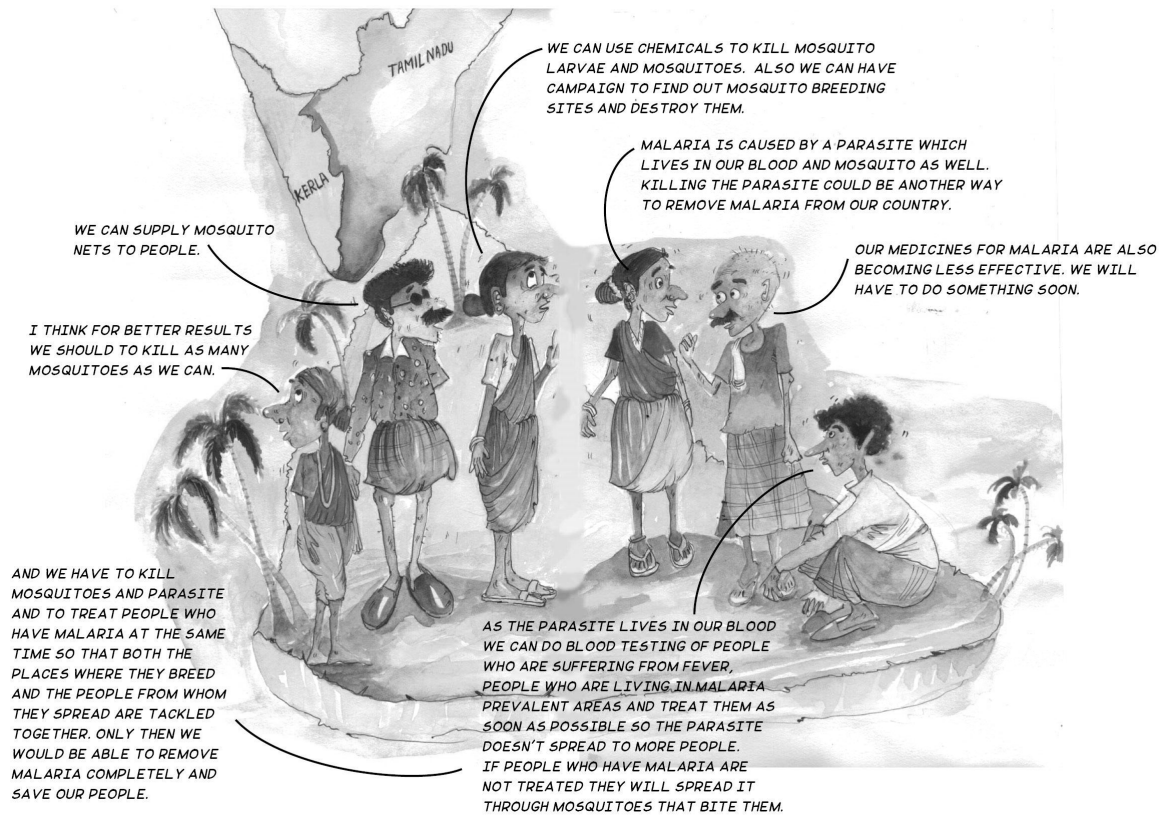 TAMILNADU
KERLA
WE CAN USE CHEMICALS TO KILL MOSQUITO
LARVAE AND MOSQUITOES. ALSO WE CAN HAVE
CAMPAIGN TO FIND OUT MOSQUITO BREEDING
SITES AND DESTROY THEM.
MALARIA IS CAUSED BY A PARASITE WHICH
LIVES IN OUR BLOOD AND MOSQUITO AS WELL.
KILLING THE PARASITE COULD BE ANOTHER WAY
TO REMOVE MALARIA FROM OUR COUNTRY.
WE CAN SUPPLY MOSQUITO
NETS TO PEOPLE.
OUR MEDICINES FOR MALARIA ARE ALSO
BECOMING LESS EFFECTIVE. WE WILL
HAVE TO DO SOMETHING SOON.
I THINK FOR BETTER RESULTS
WE SHOULD TO KILL AS MANY
MOSQUITOES AS WE CAN.
AS THE PARASITE LIVES IN OUR BLOOD
WE CAN DO BLOOD TESTING OF PEOPLE
WHO ARE SUFFERING FROM FEVER,
PEOPLE WHO ARE LIVING IN MALARIA
PREVALENT AREAS AND TREAT THEM AS
SOON AS POSSIBLE SO THE PARASITE
DOESN'T SPREAD TO MORE PEOPLE.
IF PEOPLE WHO HAVE MALARIA ARE
NOT TREATED THEY WILL SPREAD IT
THROUGH MOSQUITOES THAT BITE THEM.
AND WE HAVE TO KILL
MOSQUITOES AND PARASITE
AND TO TREAT PEOPLE WHO
HAVE MALARIA AT THE SAME
TIME SO THAT BOTH THE
PLACES WHERE THEY BREED
AND THE PEOPLE FROM WHOM
THEY SPREAD ARE TACKLED
TOGETHER. ONLY THEN WE
WOULD BE ABLE TO REMOVE
MALARIA COMPLETELY AND
SAVE OUR PEOPLE.